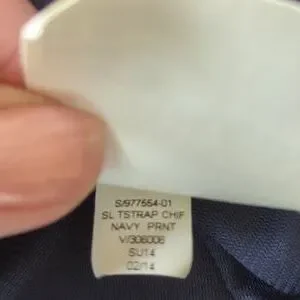 S/977554-01
SL TSTRAP CHIF
NAVY PRNT
V/306006
SU14
02/14